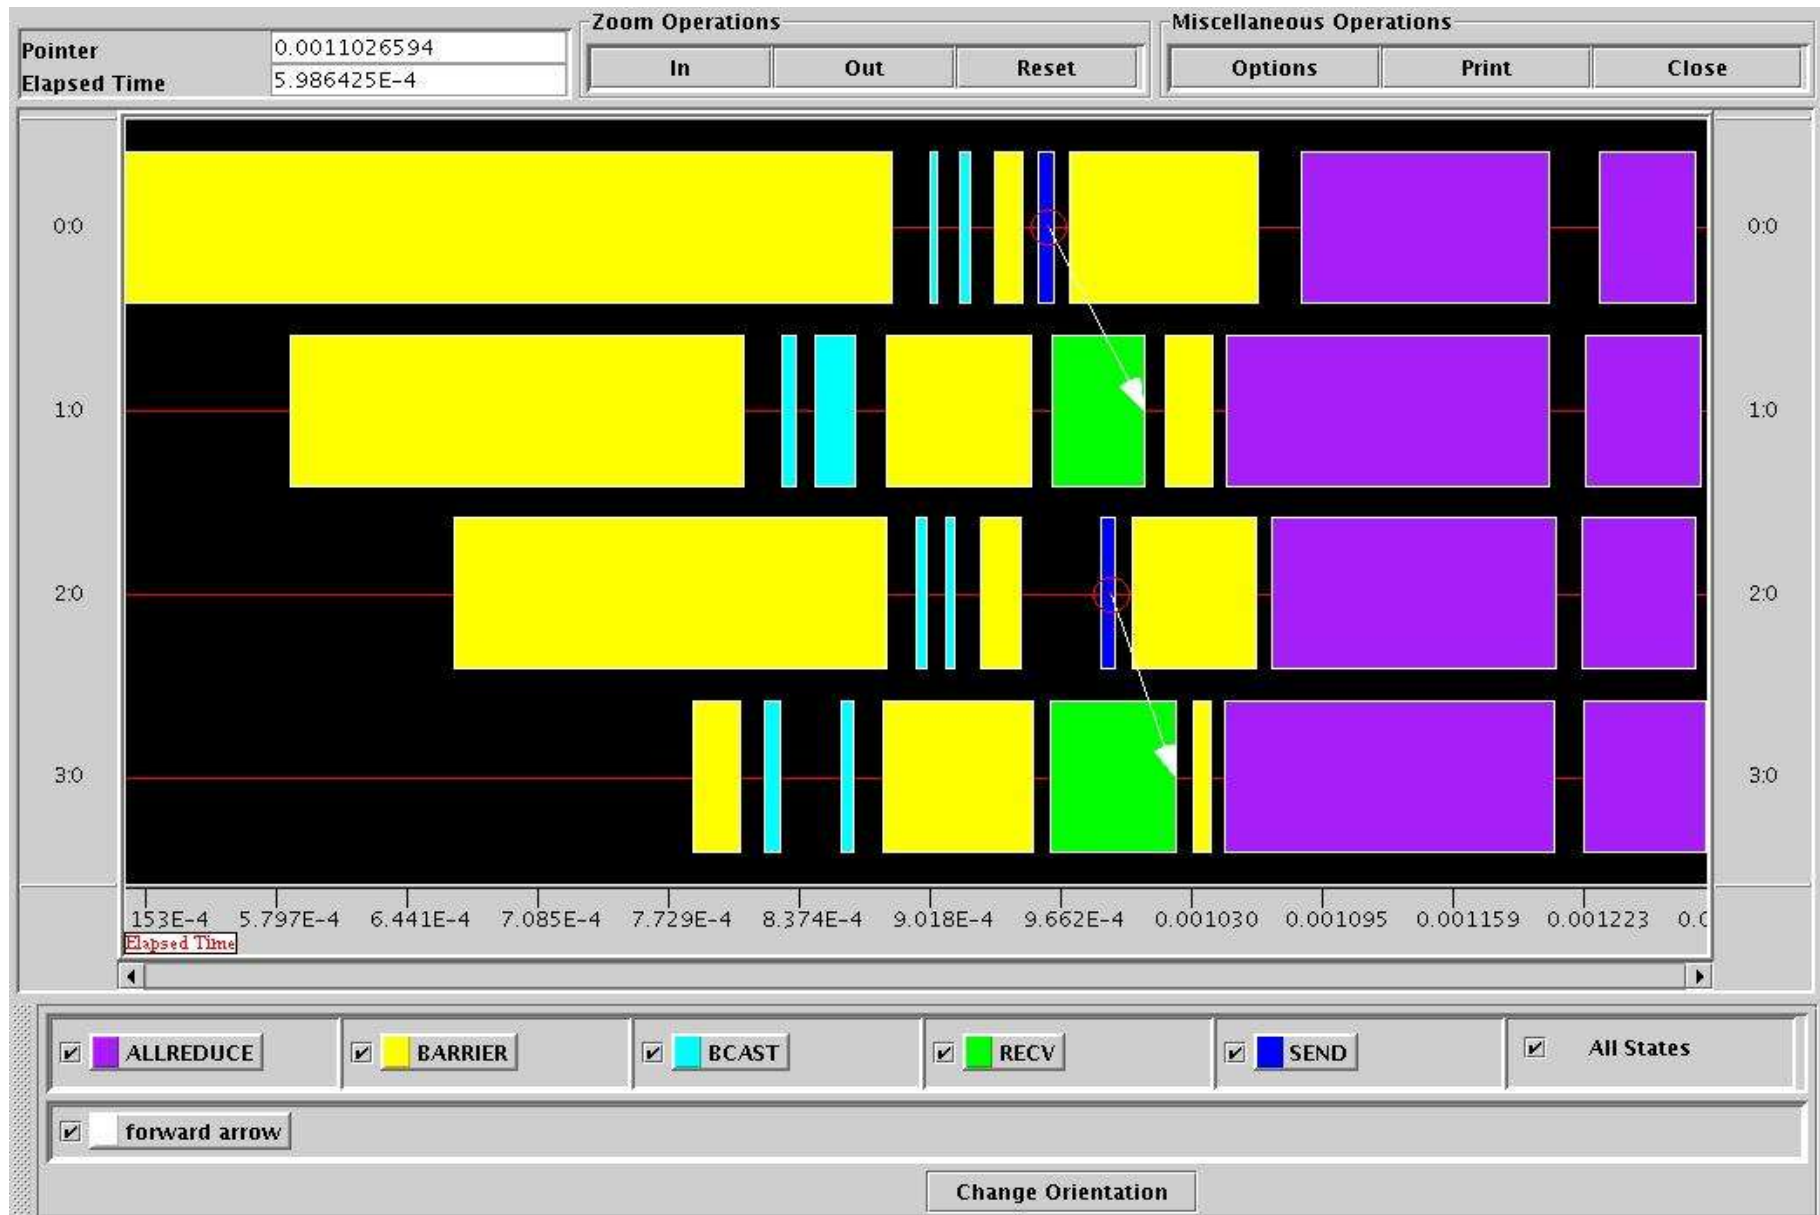 Zoom Operations
Miscellaneous Operations
Pointer 0.0011026594
Elapsed Time 5.986425E-4
In Out Reset Options Print Close
0:0 0:0
1:0 1:0
2:0 2:0
3:0 3:0
153E-4 5.797E-4 6.441E-4 7.085E-4 7.729E-4 8.374E-4 9.018E-4 9.662E-4 0.001030 0.001095 0.001159 0.001223 0.0
Elapsed Time
ALLREDUCE BARRIER BCAST RECV SEND All States
forward arrow
Change Orientation